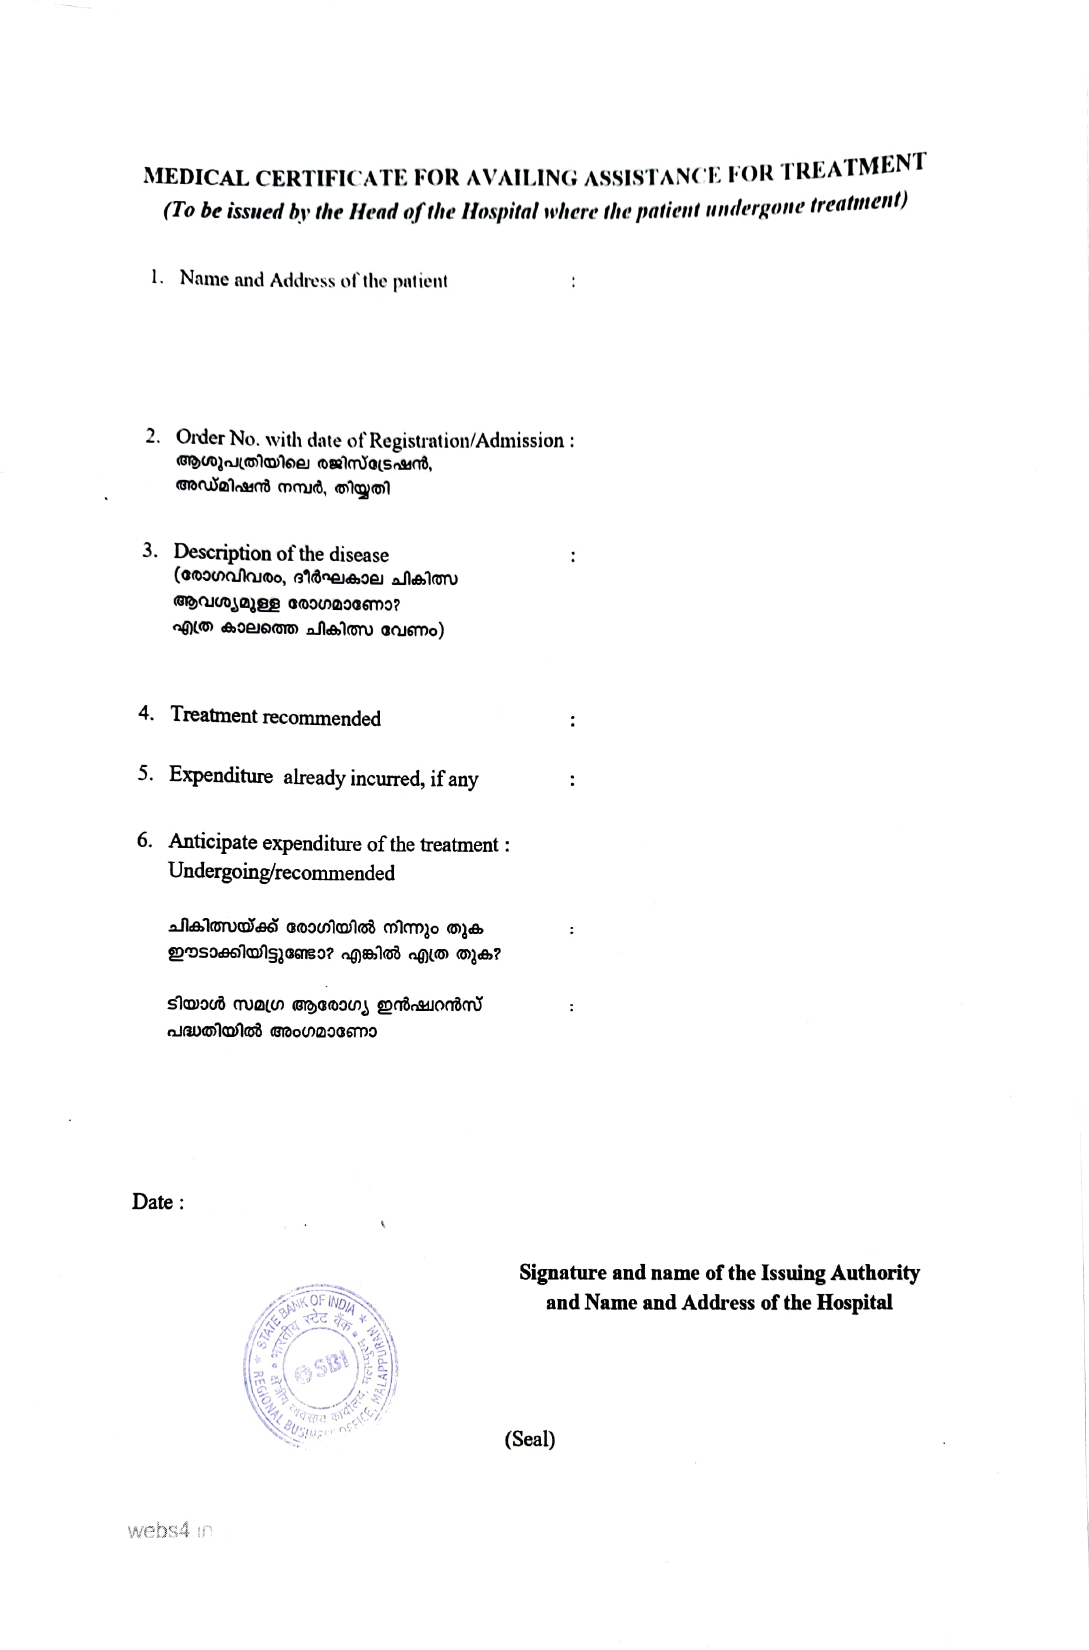 MEDICAL CERTIFICATE FOR AVAILING ASSISTANCE FOR TREATMENT
(To be issued by the Head of the Hospital where the patient undergone treatment)
1. Name and Address of the patient :
2. Order No. with date of Registration/Admission :
ആശുപത്രിയിലെ രജിസ്ട്രേഷൻ,
അഡ്മിഷൻ നമ്പർ, തിയ്യതി
3. Description of the disease :
(രോഗവിവരം, ദീർഘകാല ചികിത്സ
ആവശ്യമുള്ള രോഗമാണോ?
എത്ര കാലത്തെ ചികിത്സ വേണം)
4. Treatment recommended :
5. Expenditure already incurred, if any :
6. Anticipate expenditure of the treatment :
Undergoing/recommended
ചികിത്സയ്ക്ക് രോഗിയിൽ നിന്നും തുക :
ഈടാക്കിയിട്ടുണ്ടോ? എങ്കിൽ എത്ര തുക?
ടിയാൾ സമഗ്ര ആരോഗ്യ ഇൻഷ്വറൻസ് :
പദ്ധതിയിൽ അംഗമാണോ
Date :
Signature and name of the Issuing Authority
and Name and Address of the Hospital
STATE BANK OF INDIA
भारतीय स्टेट बैंक
SBI
क्षेत्रीय व्यवसाय कार्यालय, मलप्पुरम
REGIONAL BUSINESS OFFICE, MALAPPURAM
(Seal)
webs4 in